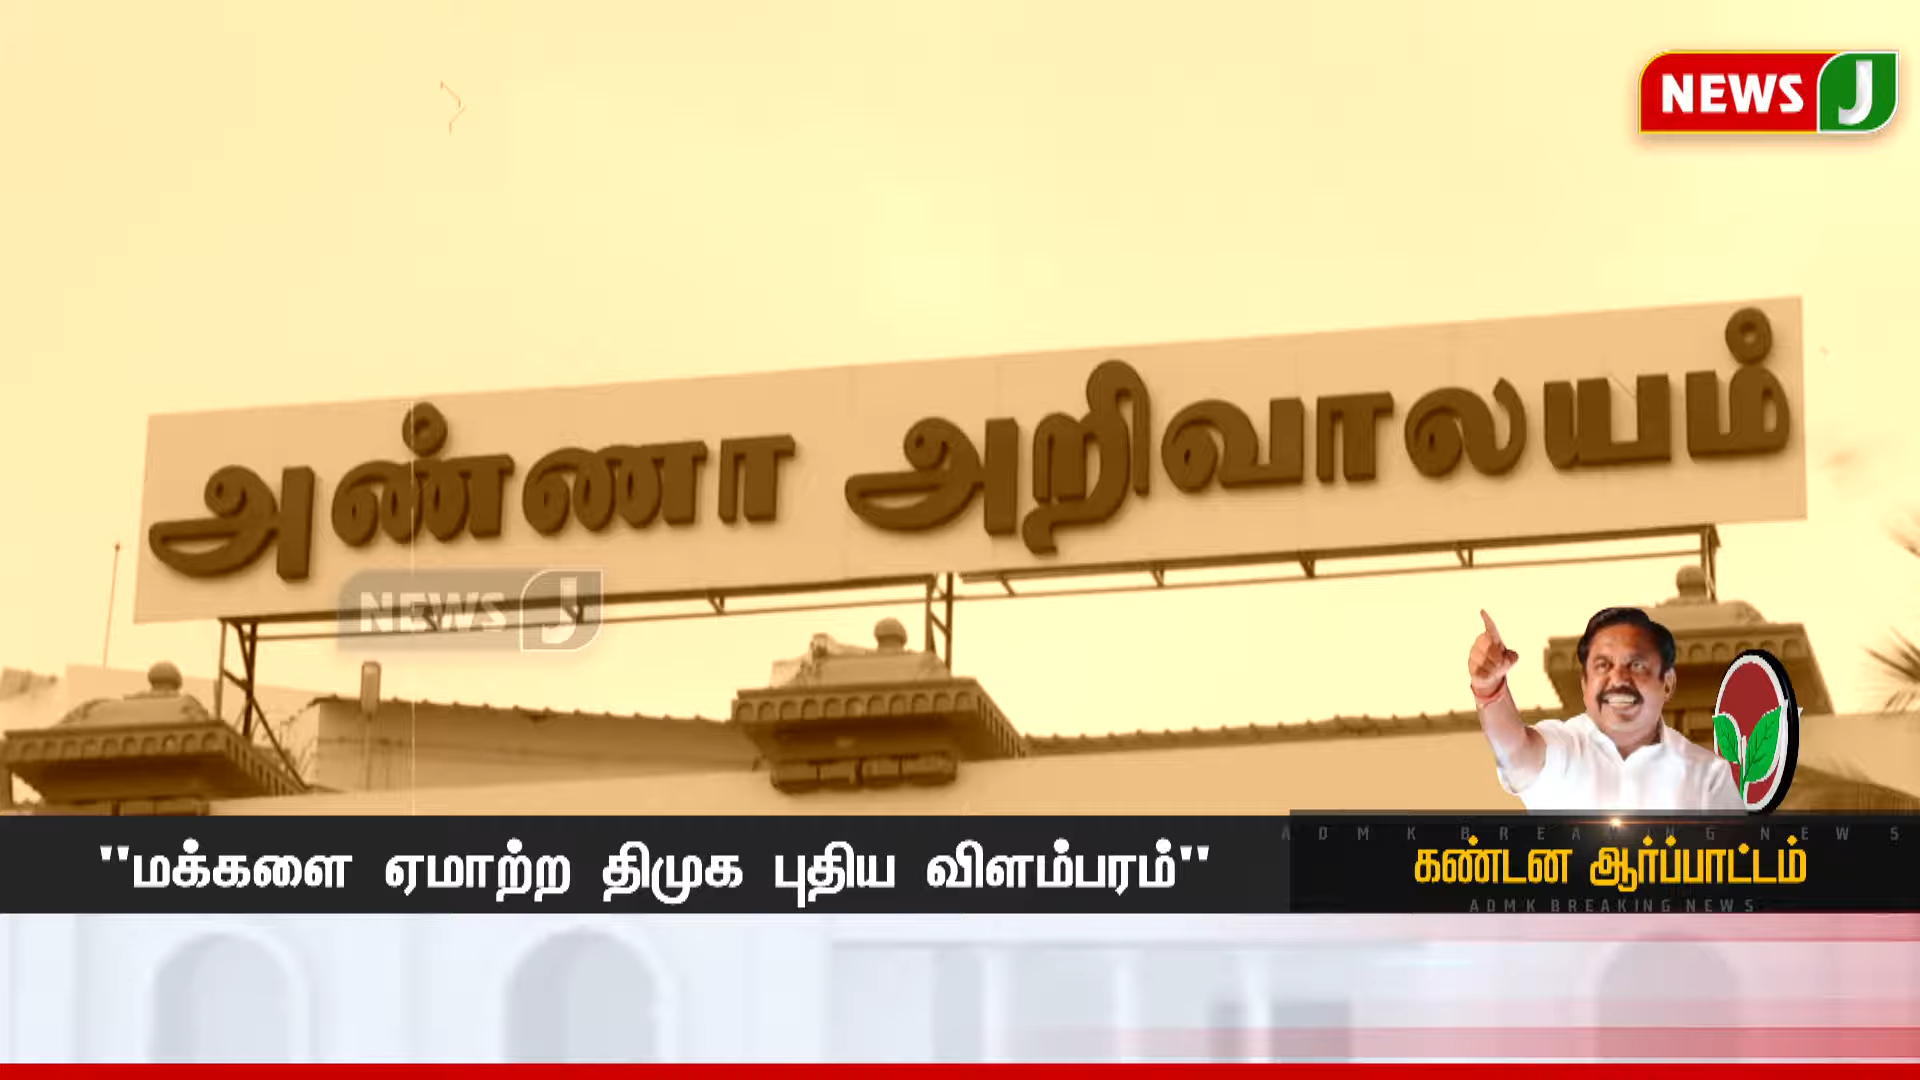 NEWS J
அண்ணா அறிவாலயம்
NEWS J
"மக்களை ஏமாற்ற திமுக புதிய விளம்பரம்"
ADMK BREAKING NEWS
கண்டன ஆர்ப்பாட்டம்
ADMK BREAKING NEWS